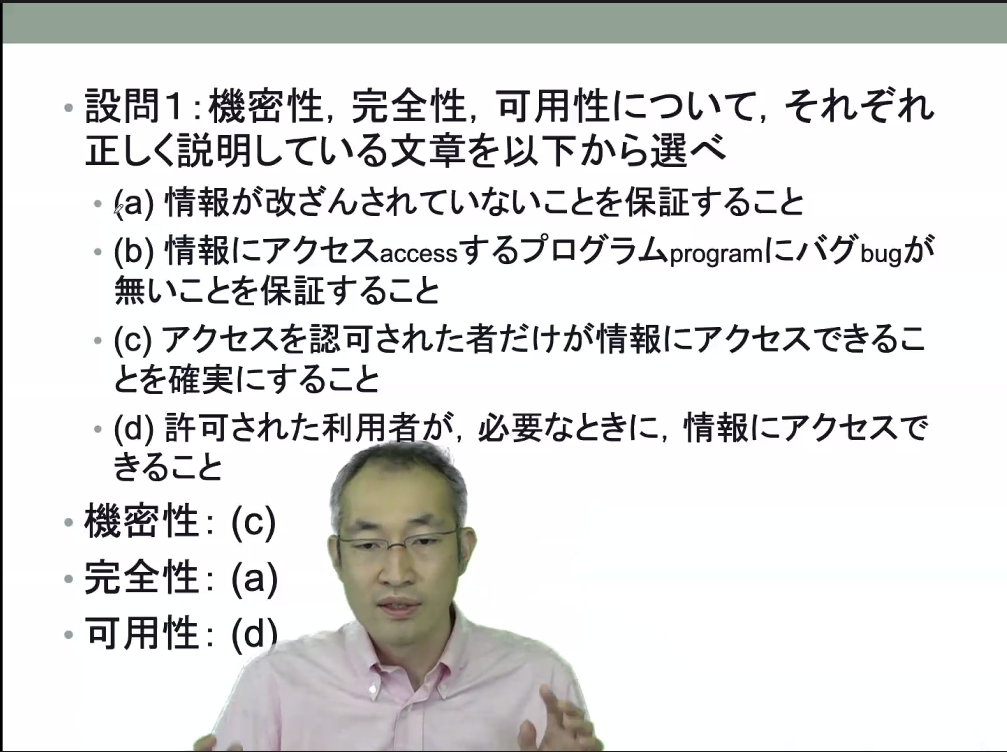 • 設問１：機密性，完全性，可用性について，それぞれ
正しく説明している文章を以下から選べ
• (a) 情報が改ざんされていないことを保証すること
• (b) 情報にアクセスaccessするプログラムprogramにバグbugが
無いことを保証すること
• (c) アクセスを認可された者だけが情報にアクセスできるこ
とを確実にすること
• (d) 許可された利用者が，必要なときに，情報にアクセスで
きること
• 機密性： (c)
• 完全性： (a)
• 可用性： (d)